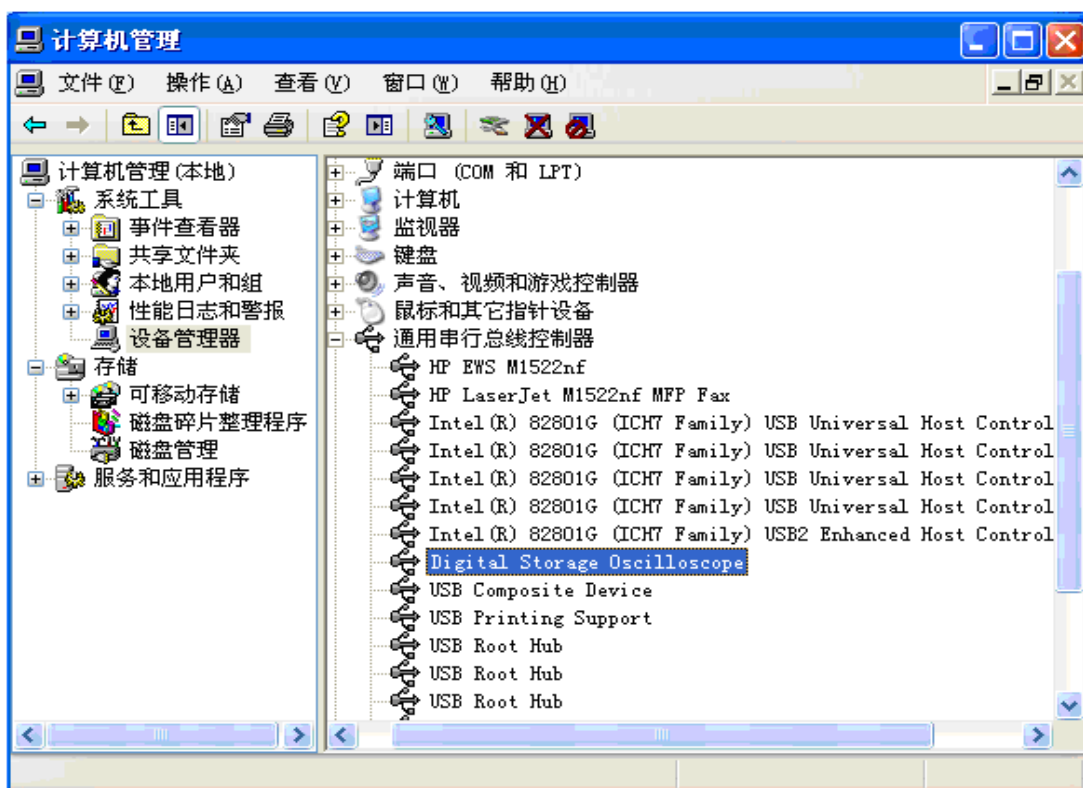 计算机管理
文件(F) 操作(A) 查看(V) 窗口(W) 帮助(H)
计算机管理(本地)
系统工具
事件查看器
共享文件夹
本地用户和组
性能日志和警报
设备管理器
存储
可移动存储
磁盘碎片整理程序
磁盘管理
服务和应用程序
端口 (COM 和 LPT)
计算机
监视器
键盘
声音、视频和游戏控制器
鼠标和其它指针设备
通用串行总线控制器
HP EWS M1522nf
HP LaserJet M1522nf MFP Fax
Intel(R) 82801G (ICH7 Family) USB Universal Host Control
Intel(R) 82801G (ICH7 Family) USB Universal Host Control
Intel(R) 82801G (ICH7 Family) USB Universal Host Control
Intel(R) 82801G (ICH7 Family) USB Universal Host Control
Intel(R) 82801G (ICH7 Family) USB2 Enhanced Host Control
Digital Storage Oscilloscope
USB Composite Device
USB Printing Support
USB Root Hub
USB Root Hub
USB Root Hub